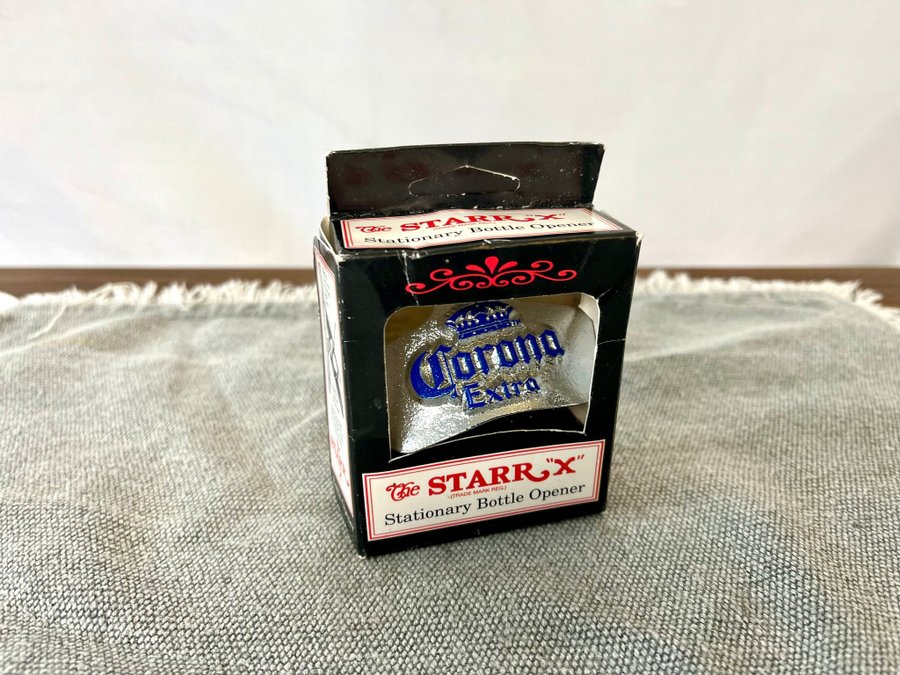 The STARR "X"
Stationary Bottle Opener
Corona
Extra
The STARR "X"
(TRADE MARK REG.)
Stationary Bottle Opener